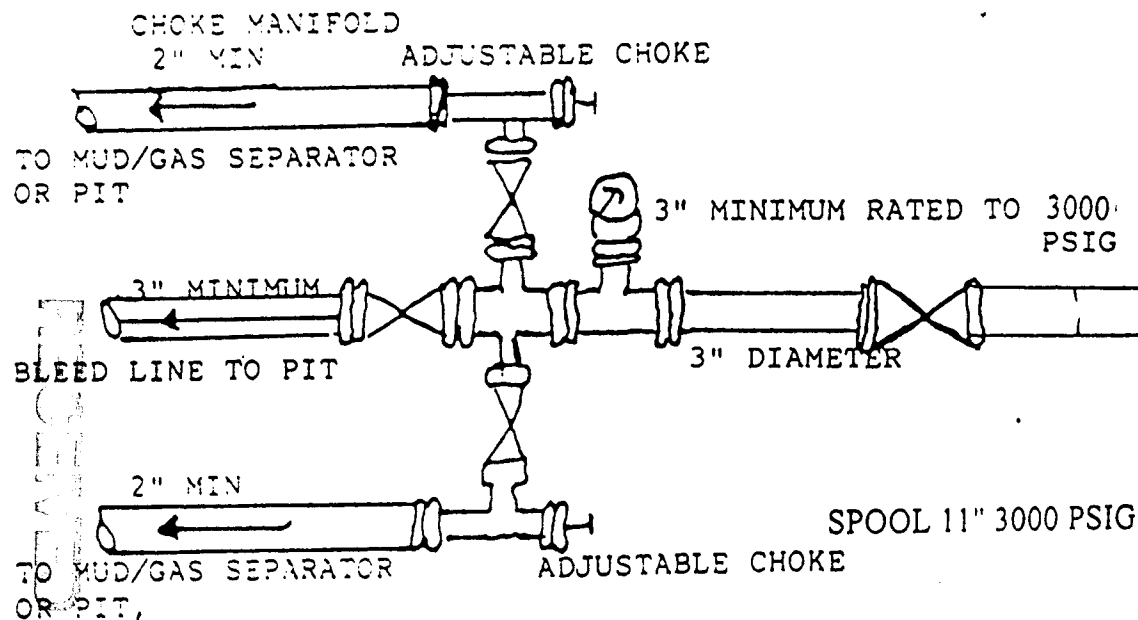 CHOKE MANIFOLD
2" MIN
ADJUSTABLE CHOKE
TO MUD/GAS SEPARATOR
OR PIT
3" MINIMUM RATED TO 3000
PSIG
3" MINIMUM
BLEED LINE TO PIT
3" DIAMETER
2" MIN
SPOOL 11" 3000 PSIG
TO MUD/GAS SEPARATOR
OR PIT,
ADJUSTABLE CHOKE